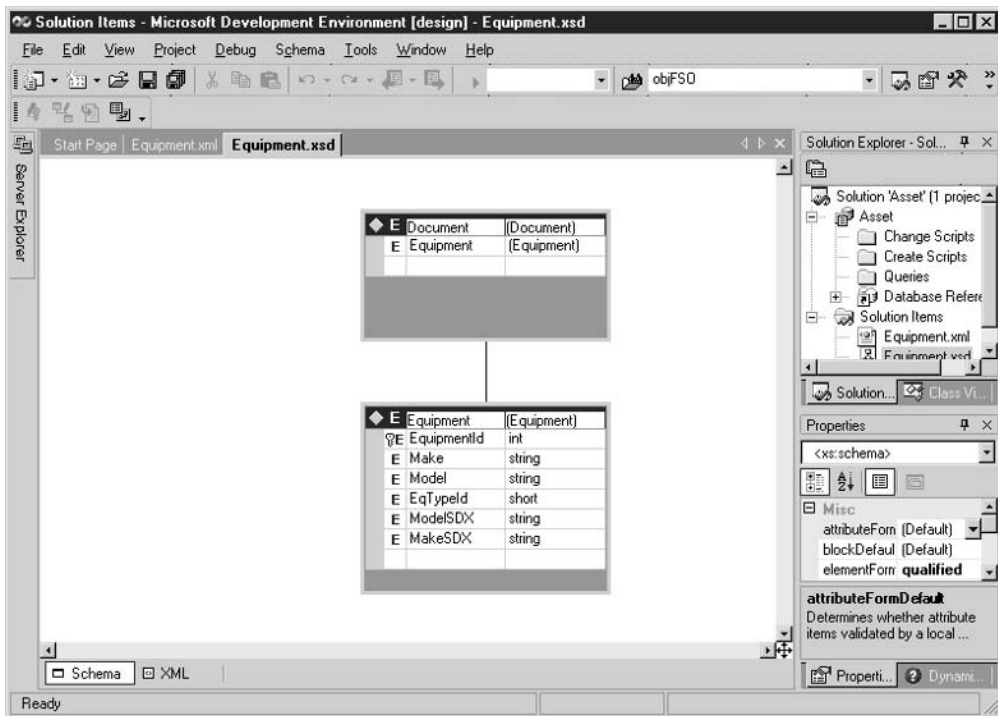 Solution Items - Microsoft Development Environment [design] - Equipment.xsd
File Edit View Project Debug Schema Tools Window Help
objFSO
Start Page Equipment.xml Equipment.xsd
Server Explorer
E Document (Document)
E Equipment (Equipment)
E Equipment (Equipment)
E EquipmentId int
E Make string
E Model string
E EqTypeId short
E ModelSDX string
E MakeSDX string
Schema XML
Ready
Solution Explorer - Sol...
Solution 'Asset' (1 projec
Asset
Change Scripts
Create Scripts
Queries
Database Refere
Solution Items
Equipment.xml
Equipment.xsd
Solution... Class Vi...
Properties
<xs:schema>
Misc
attributeForn (Default)
blockDefaul (Default)
elementForn qualified
attributeFormDefault
Determines whether attribute
items validated by a local ...
Properti... Dynami...